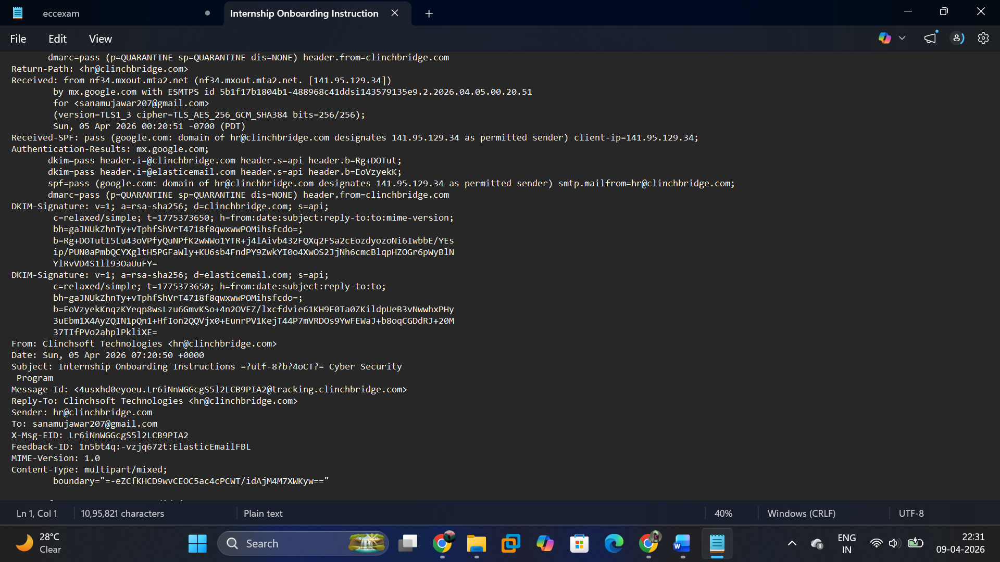 eccexam
Internship Onboarding Instruction
File Edit View
dmarc=pass (p=QUARANTINE sp=QUARANTINE dis=NONE) header.from=clinchbridge.com
Return-Path: <hr@clinchbridge.com>
Received: from nf34.mxout.mta2.net (nf34.mxout.mta2.net. [141.95.129.34])
by mx.google.com with ESMTPS id 5b1f17b1804b1-488968c41ddsi143579135e9.2.2026.04.05.00.20.51
for <sanamujawar207@gmail.com>
(version=TLS1_3 cipher=TLS_AES_256_GCM_SHA384 bits=256/256);
Sun, 05 Apr 2026 00:20:51 -0700 (PDT)
Received-SPF: pass (google.com: domain of hr@clinchbridge.com designates 141.95.129.34 as permitted sender) client-ip=141.95.129.34;
Authentication-Results: mx.google.com;
dkim=pass header.i=@clinchbridge.com header.s=api header.b=Rg+DOTut;
dkim=pass header.i=@elasticemail.com header.s=api header.b=EoVzyekK;
spf=pass (google.com: domain of hr@clinchbridge.com designates 141.95.129.34 as permitted sender) smtp.mailfrom=hr@clinchbridge.com;
dmarc=pass (p=QUARANTINE sp=QUARANTINE dis=NONE) header.from=clinchbridge.com
DKIM-Signature: v=1; a=rsa-sha256; d=clinchbridge.com; s=api;
c=relaxed/simple; t=1775373650; h=from:date:subject:reply-to:to:mime-version;
bh=gaJNUkZhnTy+vTphfShVrT4718f8qwxwwPOMihsfcdo=;
b=Rg+DOTutI5Lu43oVPfyQuNPfK2wWWo1YTR+j4lAivb432FQXq2FSa2cEozdyozoNi6IwbbE/YEs
ip/PUN0aPmbQCYXgltH5PGFaWly+KU6sb4FndPY9ZwkYI0o4XwOS2JjNh6cmcBlqpHZOGr6pWyBlN
YlRvVD4S1ll93OaUuFY=
DKIM-Signature: v=1; a=rsa-sha256; d=elasticemail.com; s=api;
c=relaxed/simple; t=1775373650; h=from:date:subject:reply-to:to;
bh=gaJNUkZhnTy+vTphfShVrT4718f8qwxwwPOMihsfcdo=;
b=EoVzyekKnqzKYeqp8wsLzu6GmvKSo+4n2OVEZ/lxcfdvie61KH9E0Ta0ZKildpUeB3vNwwhxPHy
3uEbm1X4AyZQIN1pQn1+HfIon2QQVjx0+EunrPV1KejT44P7mVRDOs9YwFEWaJ+b8oqCGDdRJ+20M
37TIfPVo2ahplPkliXE=
From: Clinchsoft Technologies <hr@clinchbridge.com>
Date: Sun, 05 Apr 2026 07:20:50 +0000
Subject: Internship Onboarding Instructions =?utf-8?b?4oCT?= Cyber Security
Program
Message-Id: <4usxhd0eyoeu.Lr6iNnWGGcgS5l2LCB9PIA2@tracking.clinchbridge.com>
Reply-To: Clinchsoft Technologies <hr@clinchbridge.com>
Sender: hr@clinchbridge.com
To: sanamujawar207@gmail.com
X-Msg-EID: Lr6iNnWGGcgS5l2LCB9PIA2
Feedback-ID: 1n5bt4q:-vzjq672t:ElasticEmailFBL
MIME-Version: 1.0
Content-Type: multipart/mixed;
boundary="=-eZCfKHCD9wvCEOC5ac4cPCWT/idAjM4M7XWKyw=="
Ln 1, Col 1 10,95,821 characters Plain text 40% Windows (CRLF) UTF-8
28°C
Clear
Search
ENG
IN
22:31
09-04-2026